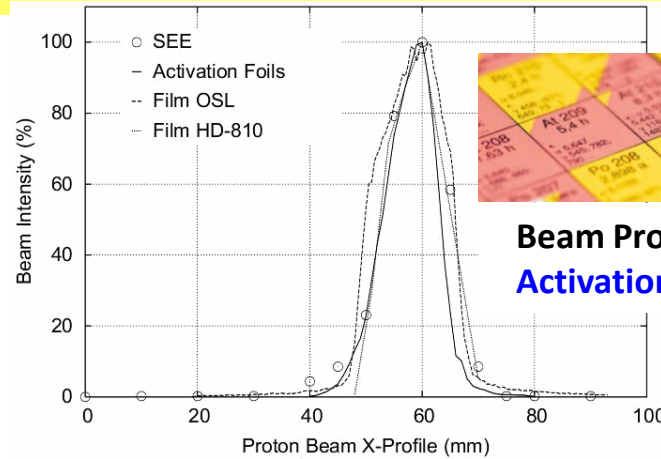 100
80
60
40
20
0
Beam Intensity (%)
SEE
Activation Foils
Film OSL
Film HD-810
0 20 40 60 80 100
Proton Beam X-Profile (mm)
At 209
5,4 h
208
Po 208
Beam Pro
Activation